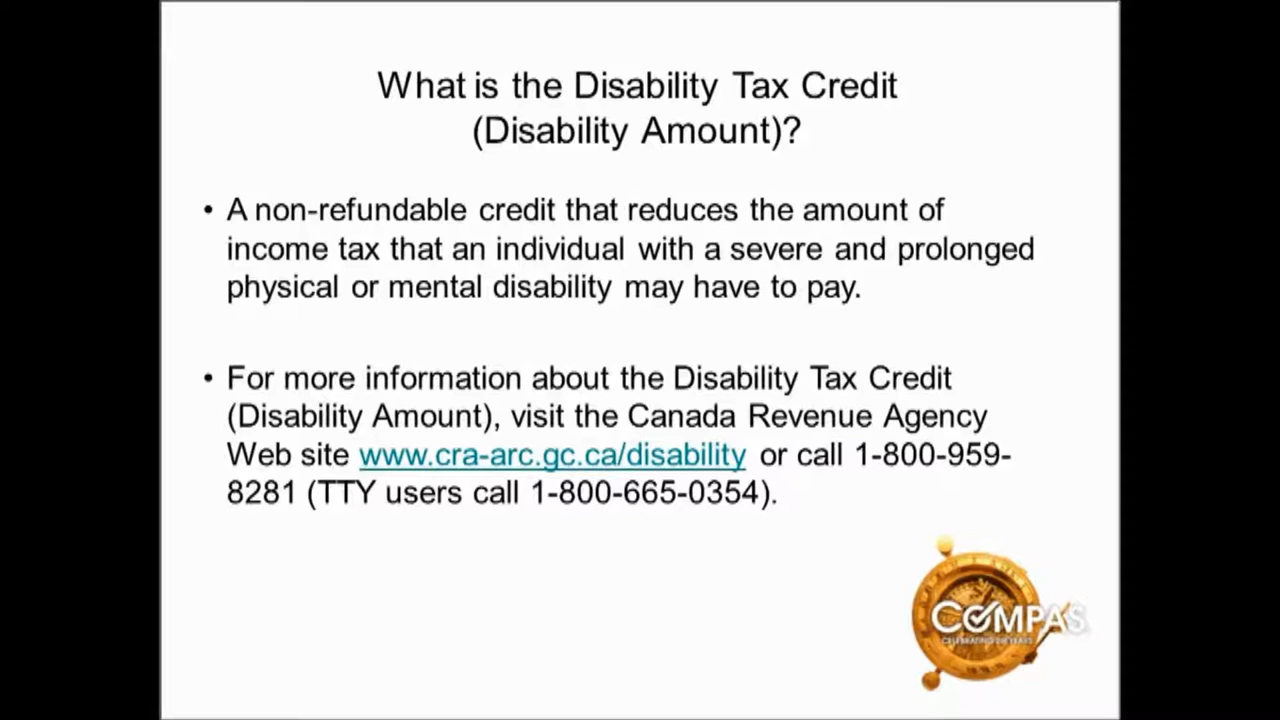 What is the Disability Tax Credit
(Disability Amount)?
• A non-refundable credit that reduces the amount of
income tax that an individual with a severe and prolonged
physical or mental disability may have to pay.
• For more information about the Disability Tax Credit
(Disability Amount), visit the Canada Revenue Agency
Web site www.cra-arc.gc.ca/disability or call 1-800-959-
8281 (TTY users call 1-800-665-0354).
COMPAS
CELEBRATING YEARS